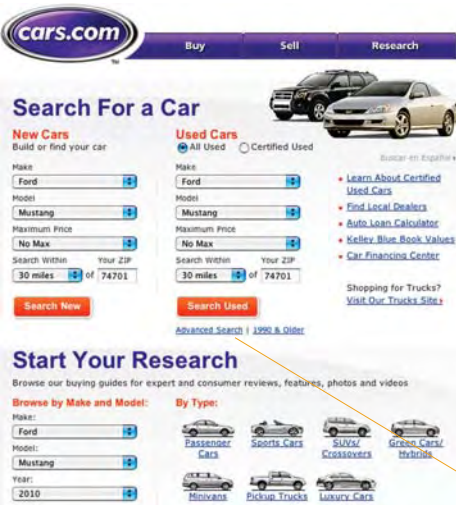 cars.com
TM
Buy Sell Research
Search For a Car
New Cars
Build or find your car
Make
Ford
Model
Mustang
Maximum Price
No Max
Search Within Your ZIP
30 miles of 74701
Search New
Used Cars
All Used Certified Used
Make
Ford
Model
Mustang
Maximum Price
No Max
Search Within Your ZIP
30 miles of 74701
Search Used
Advanced Search | 1990 & Older
Buscar en Español
Learn About Certified
Used Cars
Find Local Dealers
Auto Loan Calculator
Kelley Blue Book Values
Car Financing Center
Shopping for Trucks?
Visit Our Trucks Site
Start Your Research
Browse our buying guides for expert and consumer reviews, features, photos and videos
Browse by Make and Model:
Make:
Ford
Model:
Mustang
Year:
2010
By Type:
Passenger
Cars
Sports Cars
SUVs/
Crossovers
Green Cars/
Hybrids
Minivans
Pickup Trucks
Luxury Cars